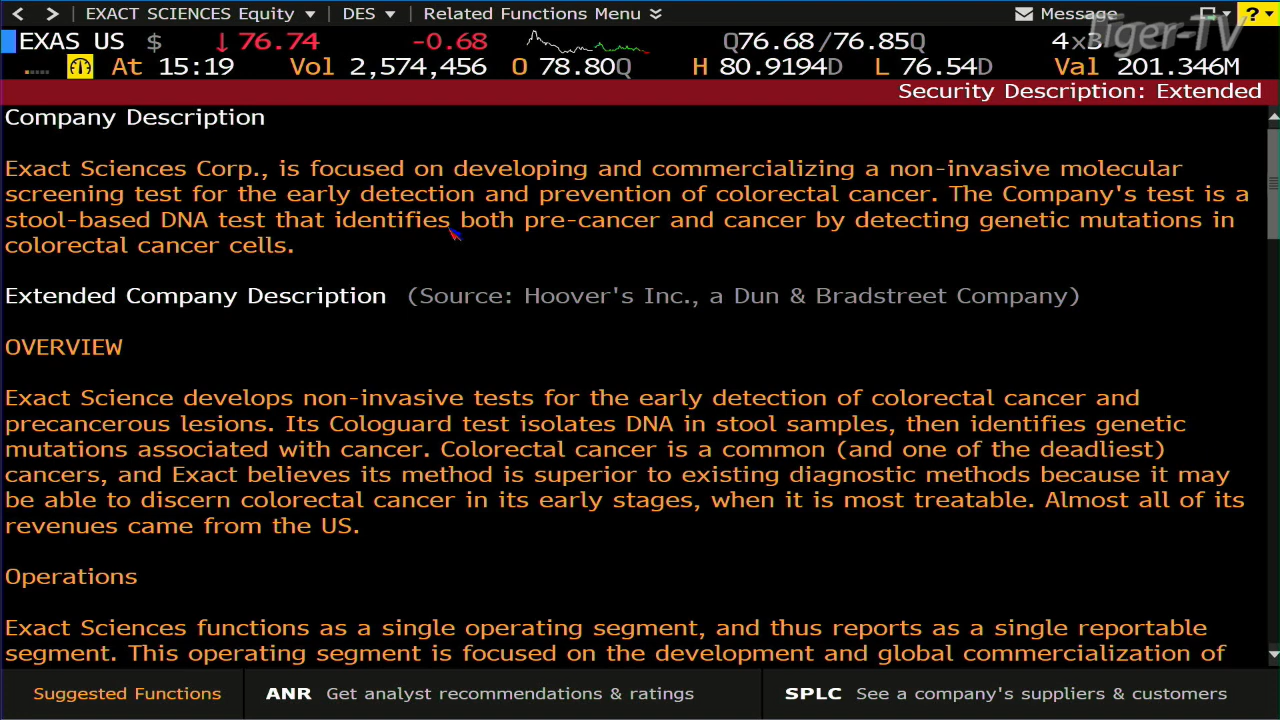 EXACT SCIENCES Equity DES Related Functions Menu Message ?
Tiger-TV
EXAS US $ ↓76.74 -0.68 Q76.68/76.85Q 4x3
At 15:19 Vol 2,574,456 O 78.80Q H 80.9194D L 76.54D Val 201.346M
Security Description: Extended
Company Description
Exact Sciences Corp., is focused on developing and commercializing a non-invasive molecular
screening test for the early detection and prevention of colorectal cancer. The Company's test is a
stool-based DNA test that identifies both pre-cancer and cancer by detecting genetic mutations in
colorectal cancer cells.
Extended Company Description (Source: Hoover's Inc., a Dun & Bradstreet Company)
OVERVIEW
Exact Science develops non-invasive tests for the early detection of colorectal cancer and
precancerous lesions. Its Cologuard test isolates DNA in stool samples, then identifies genetic
mutations associated with cancer. Colorectal cancer is a common (and one of the deadliest)
cancers, and Exact believes its method is superior to existing diagnostic methods because it may
be able to discern colorectal cancer in its early stages, when it is most treatable. Almost all of its
revenues came from the US.
Operations
Exact Sciences functions as a single operating segment, and thus reports as a single reportable
segment. This operating segment is focused on the development and global commercialization of
Suggested Functions ANR Get analyst recommendations & ratings SPLC See a company's suppliers & customers